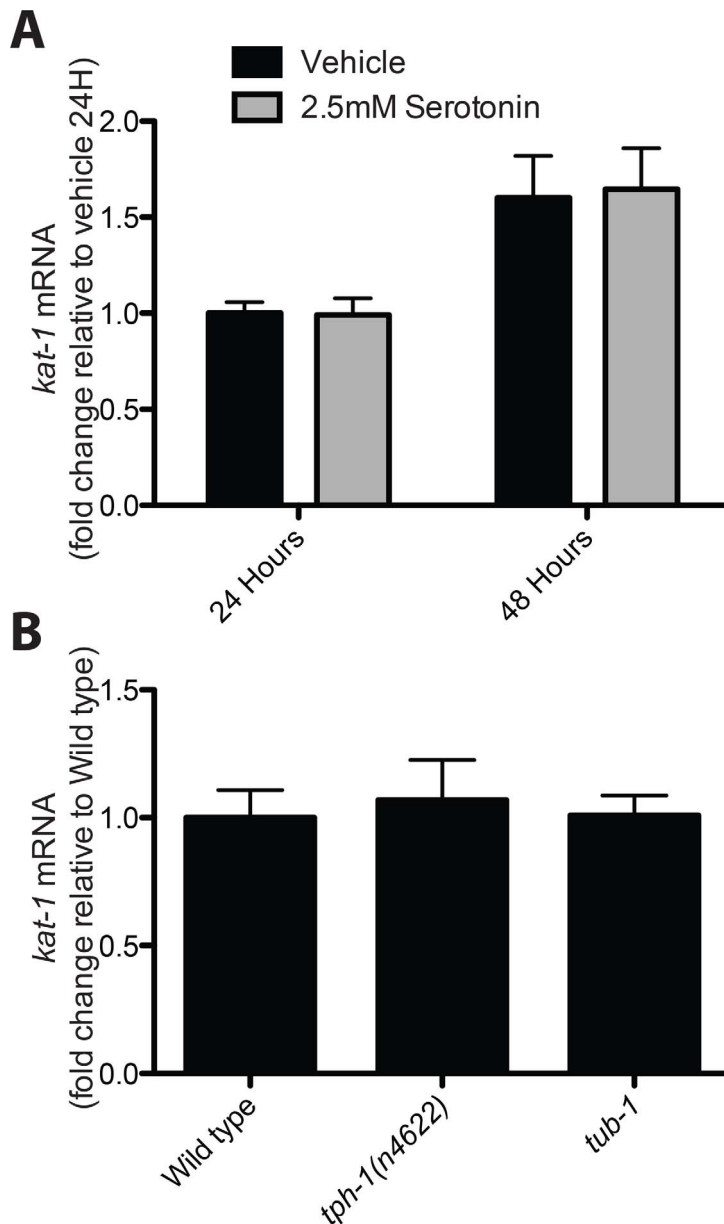 A
Vehicle
2.5mM Serotonin
kat-1 mRNA
(fold change relative to vehicle 24H)
2.0
1.5
1.0
0.5
0.0
24 Hours
48 Hours
B
kat-1 mRNA
(fold change relative to Wild type)
1.5
1.0
0.5
0.0
Wild type
tph-1(n4622)
tub-1